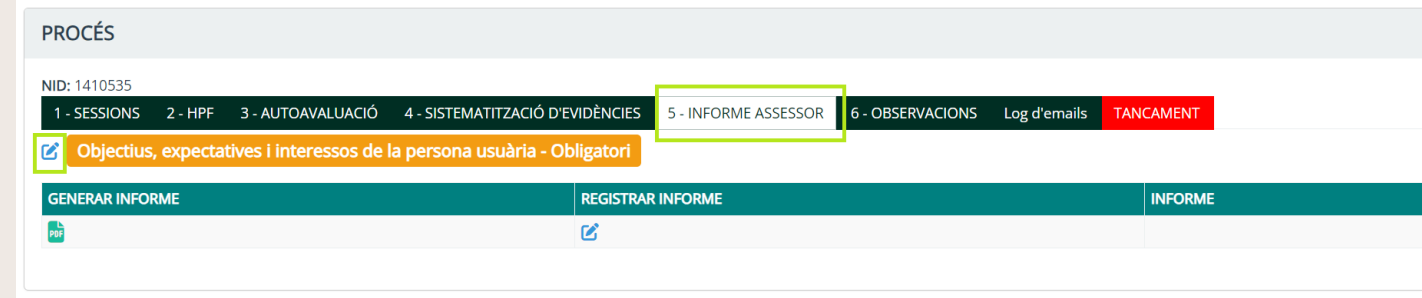 PROCÉS
NID: 1410535
1 - SESSIONS 2 - HPF 3 - AUTOAVALUACIÓ 4 - SISTEMATITZACIÓ D'EVIDÈNCIES 5 - INFORME ASSESSOR 6 - OBSERVACIONS Log d'emails TANCAMENT
Objectius, expectatives i interessos de la persona usuària - Obligatori
GENERAR INFORME REGISTRAR INFORME INFORME
PDF